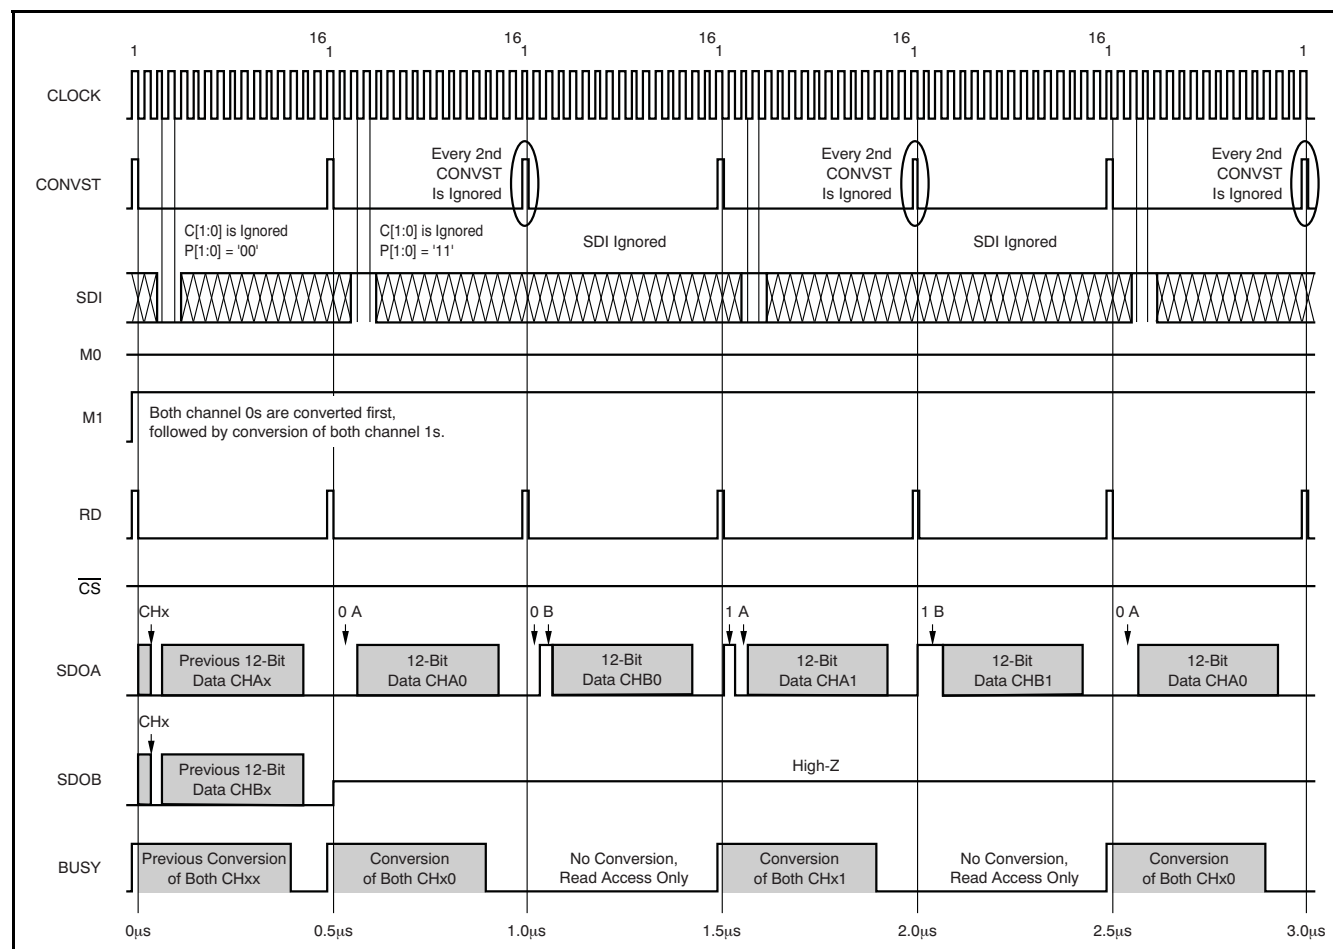 16 16 16 16 16
1 1 1 1 1 1 1
CLOCK
CONVST
Every 2nd
CONVST
Is Ignored
Every 2nd
CONVST
Is Ignored
Every 2nd
CONVST
Is Ignored
C[1:0] is Ignored
P[1:0] = '00'
C[1:0] is Ignored
P[1:0] = '11'
SDI Ignored
SDI Ignored
SDI
M0
M1
Both channel 0s are converted first,
followed by conversion of both channel 1s.
RD
CS
CHx
0 A
0 B
1 A
1 B
0 A
SDOA
Previous 12-Bit
Data CHAx
12-Bit
Data CHA0
12-Bit
Data CHB0
12-Bit
Data CHA1
12-Bit
Data CHB1
12-Bit
Data CHA0
CHx
SDOB
Previous 12-Bit
Data CHBx
High-Z
BUSY
Previous Conversion
of Both CHxx
Conversion
of Both CHx0
No Conversion,
Read Access Only
Conversion
of Both CHx1
No Conversion,
Read Access Only
Conversion
of Both CHx0
0µs 0.5µs 1.0µs 1.5µs 2.0µs 2.5µs 3.0µs